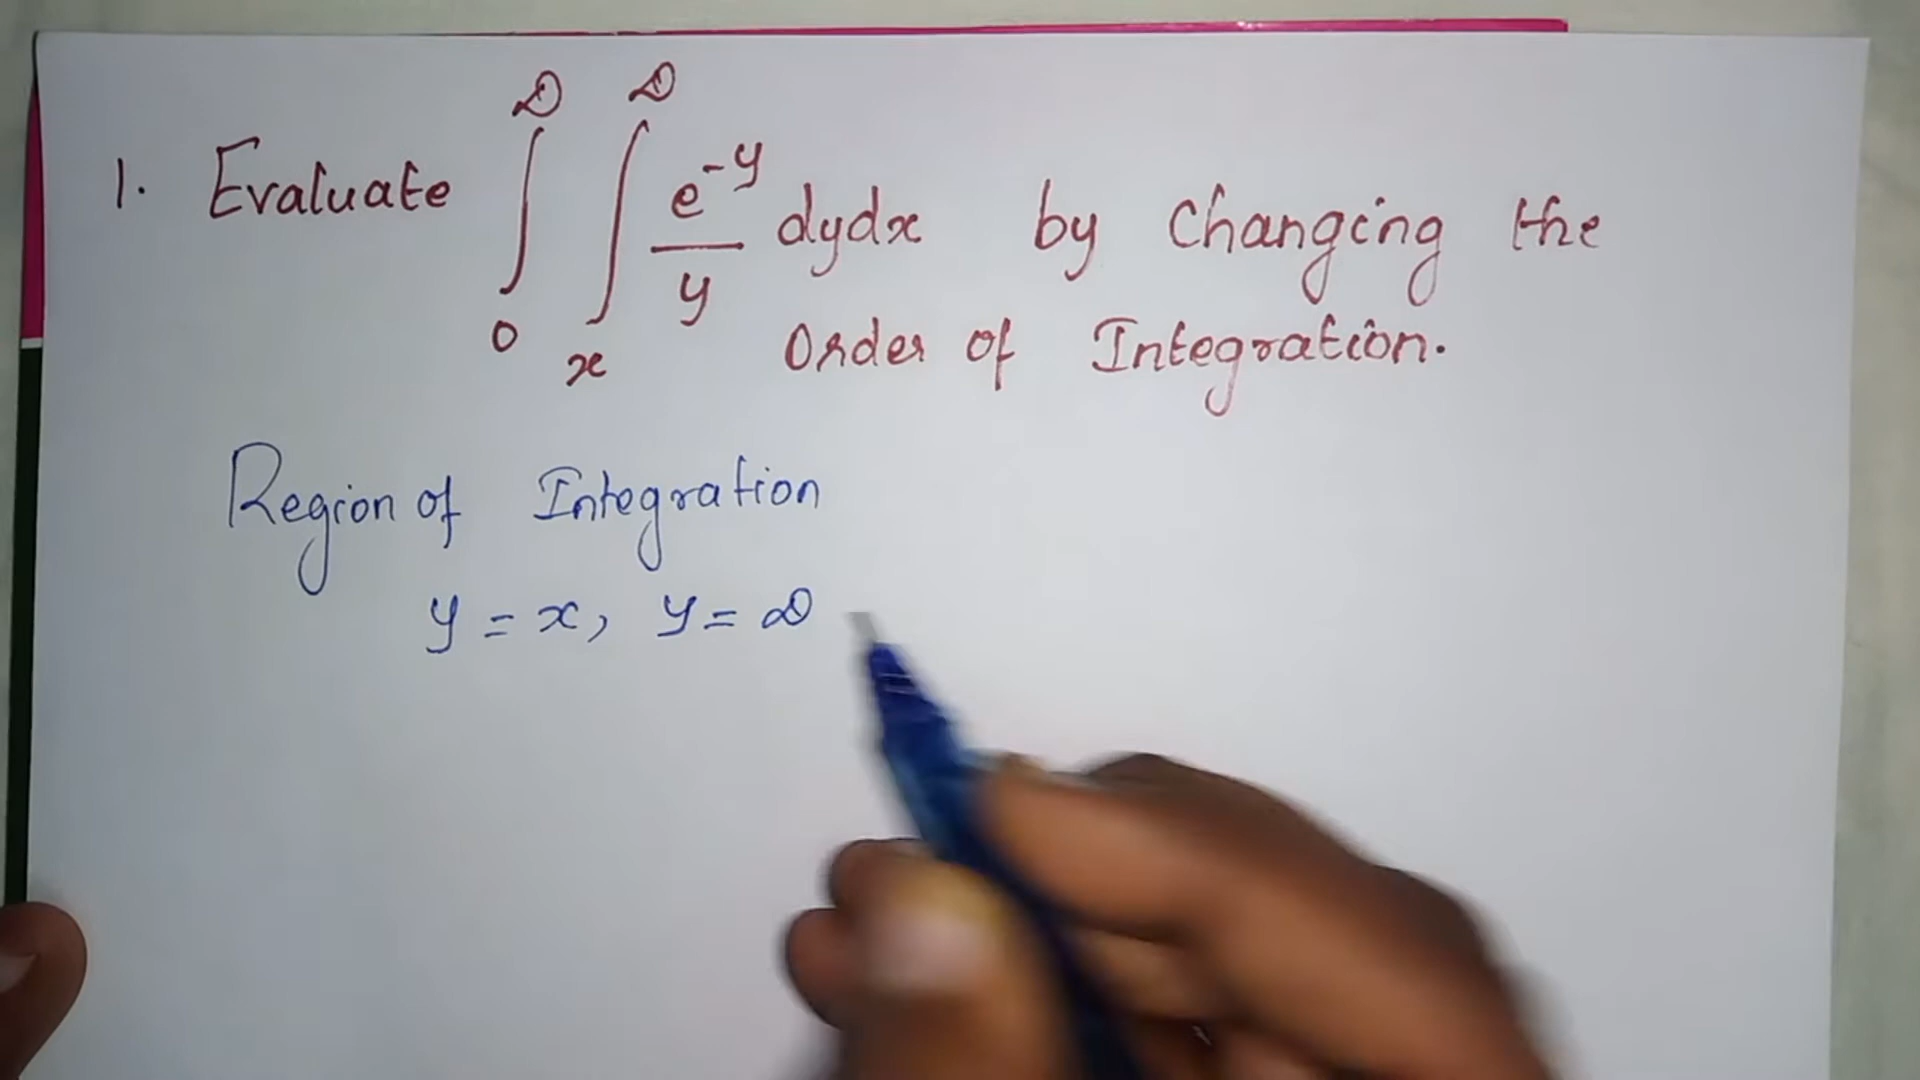 1. Evaluate ∫₀^∞ ∫ₓ^∞ e^{-y}/y dydx by Changing the
Order of Integration.
Region of Integration
y = x, y = ∞